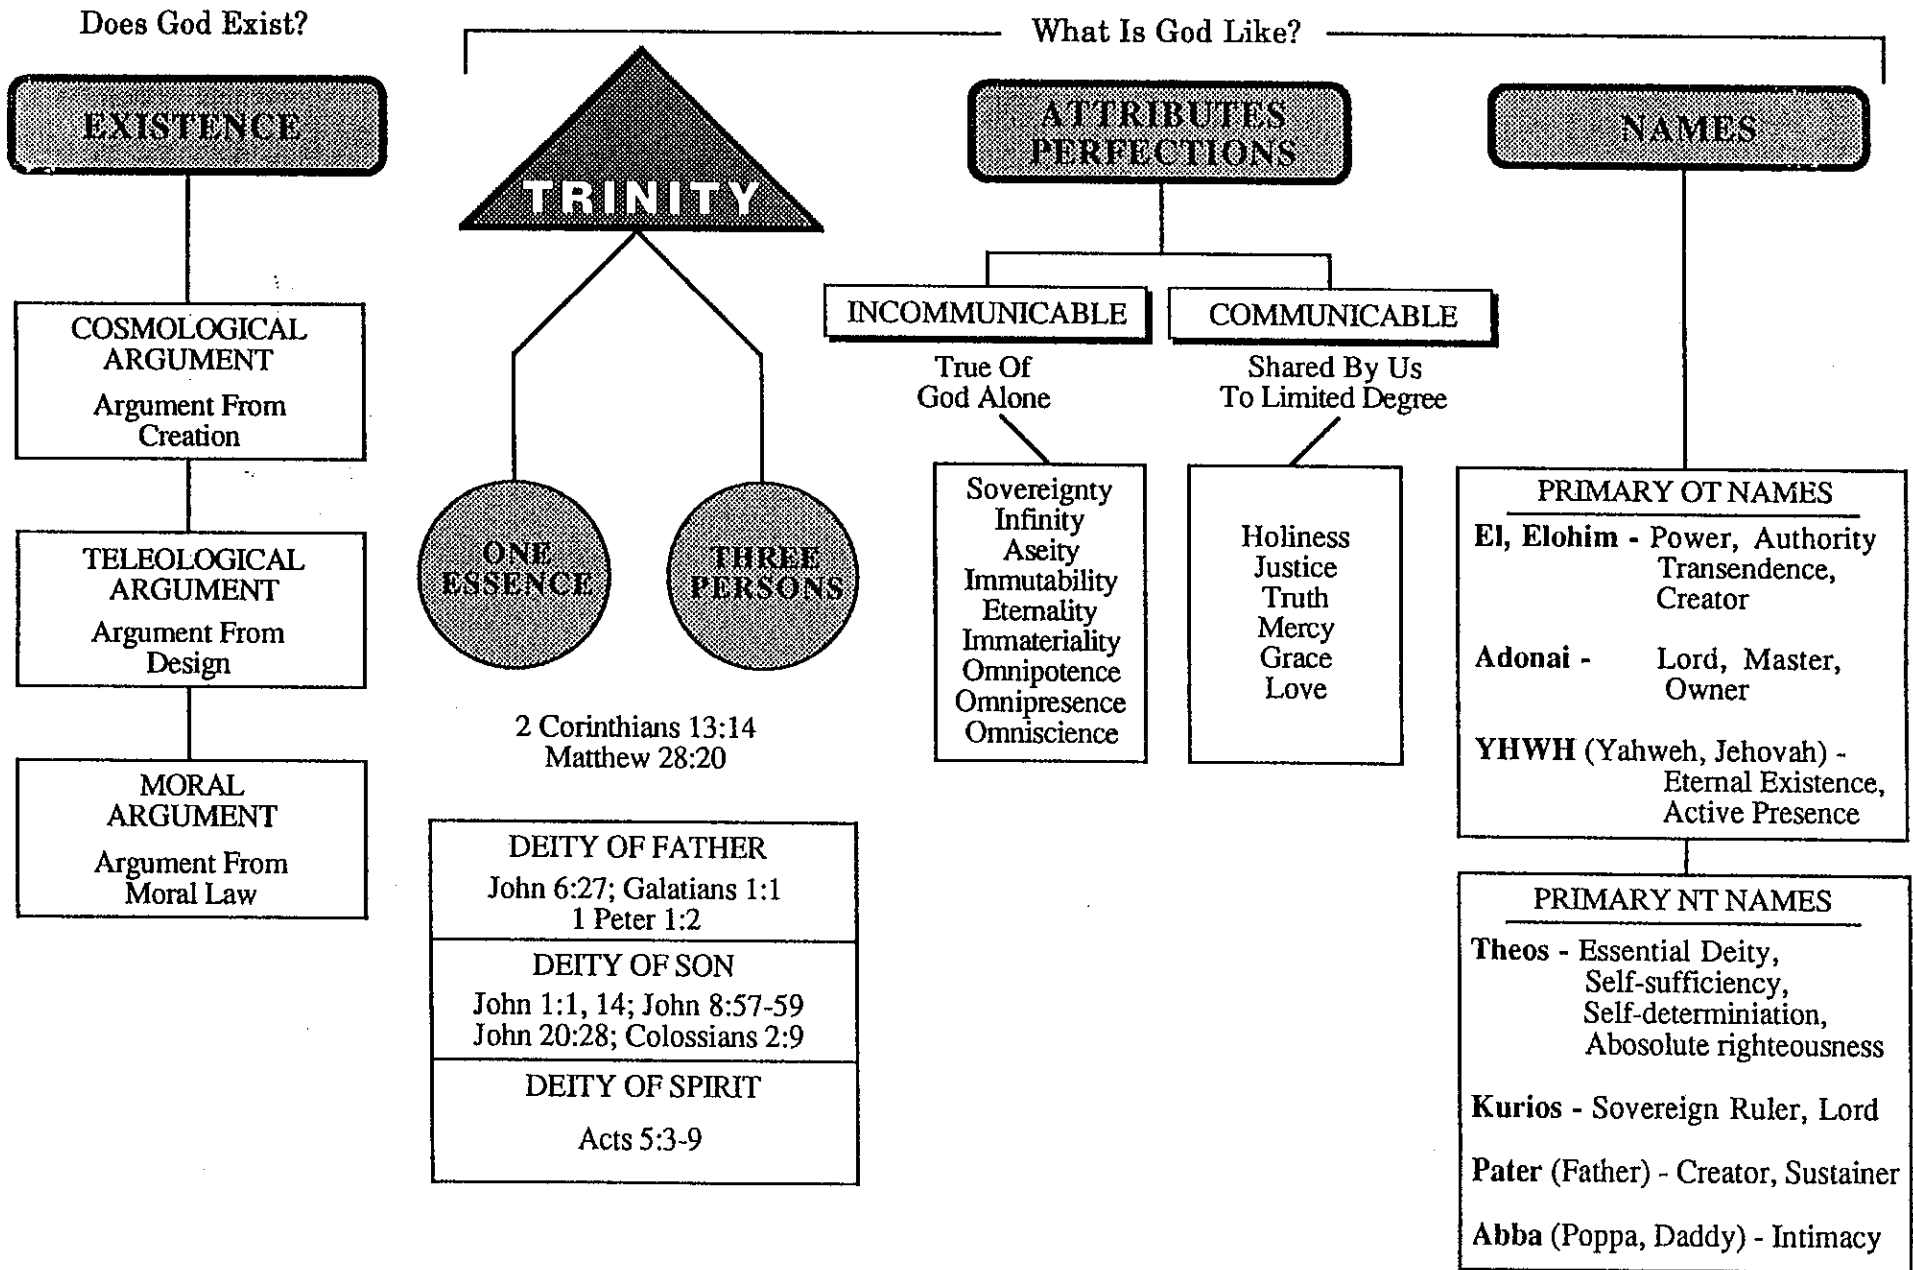 Does God Exist?
What Is God Like?
EXISTENCE
COSMOLOGICAL
ARGUMENT
Argument From
Creation
TELEOLOGICAL
ARGUMENT
Argument From
Design
MORAL
ARGUMENT
Argument From
Moral Law
TRINITY
ONE
ESSENCE
THREE
PERSONS
2 Corinthians 13:14
Matthew 28:20
DEITY OF FATHER
John 6:27; Galatians 1:1
1 Peter 1:2
DEITY OF SON
John 1:1, 14; John 8:57-59
John 20:28; Colossians 2:9
DEITY OF SPIRIT
Acts 5:3-9
ATTRIBUTES
PERFECTIONS
INCOMMUNICABLE
True Of
God Alone
Sovereignty
Infinity
Aseity
Immutability
Eternality
Immateriality
Omnipotence
Omnipresence
Omniscience
COMMUNICABLE
Shared By Us
To Limited Degree
Holiness
Justice
Truth
Mercy
Grace
Love
NAMES
PRIMARY OT NAMES
El, Elohim - Power, Authority
Transendence,
Creator
Adonai - Lord, Master,
Owner
YHWH (Yahweh, Jehovah) -
Eternal Existence,
Active Presence
PRIMARY NT NAMES
Theos - Essential Deity,
Self-sufficiency,
Self-determiniation,
Abosolute righteousness
Kurios - Sovereign Ruler, Lord
Pater (Father) - Creator, Sustainer
Abba (Poppa, Daddy) - Intimacy